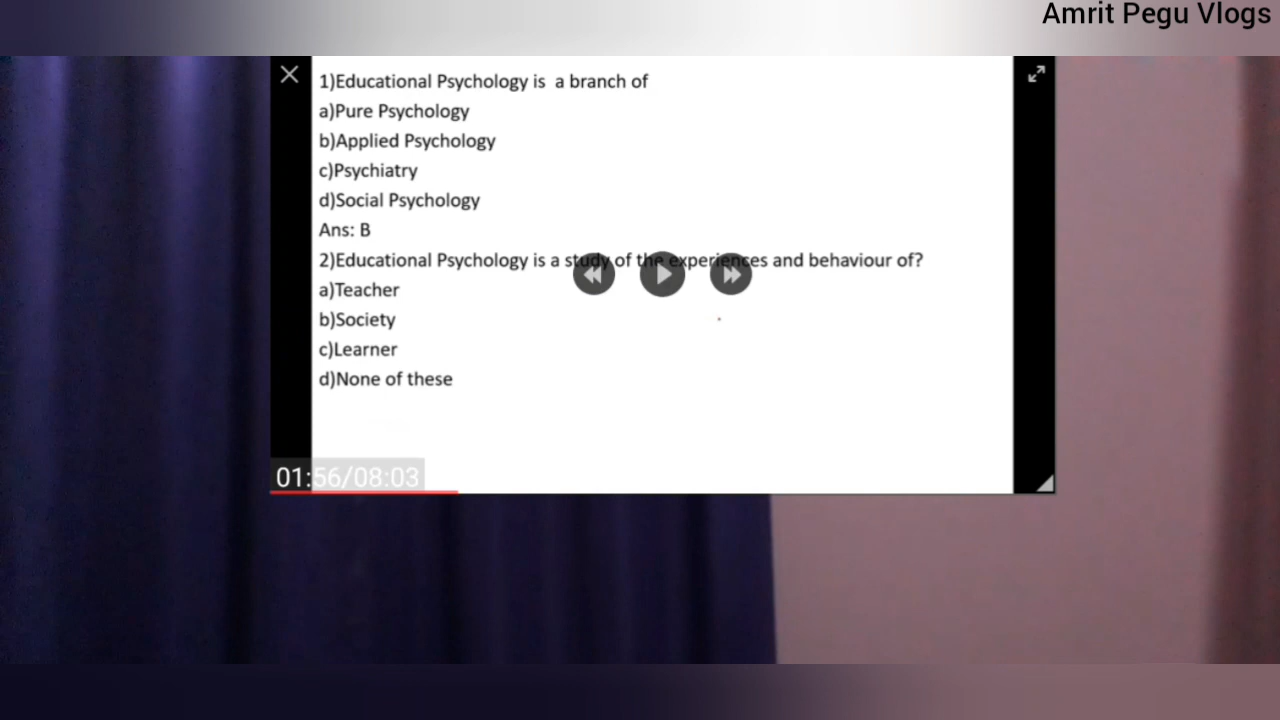 Amrit Pegu Vlogs
1)Educational Psychology is a branch of
a)Pure Psychology
b)Applied Psychology
c)Psychiatry
d)Social Psychology
Ans: B
2)Educational Psychology is a study of the experiences and behaviour of?
a)Teacher
b)Society
c)Learner
d)None of these
01:56/08:03